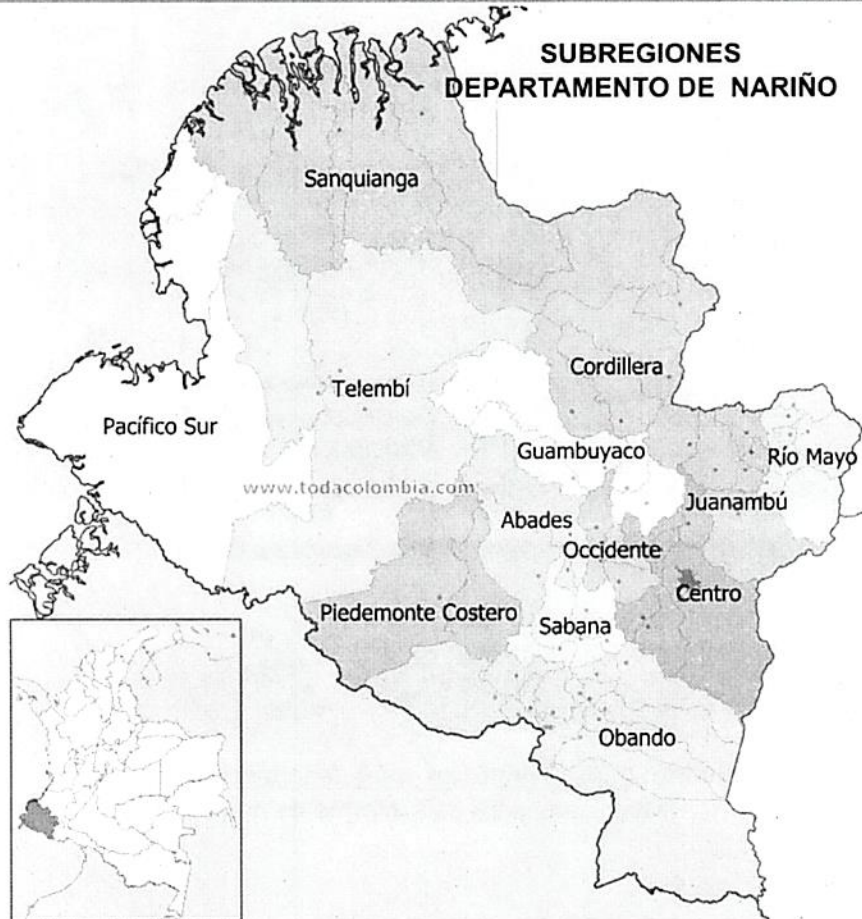 SUBREGIONES
DEPARTAMENTO DE NARIÑO
Sanquianga
Cordillera
Telembí
Pacífico Sur
Guambuyaco
Río Mayo
www.todacolombia.com
Juanambú
Abades
Occidente
Centro
Piedemonte Costero
Sabana
Obando